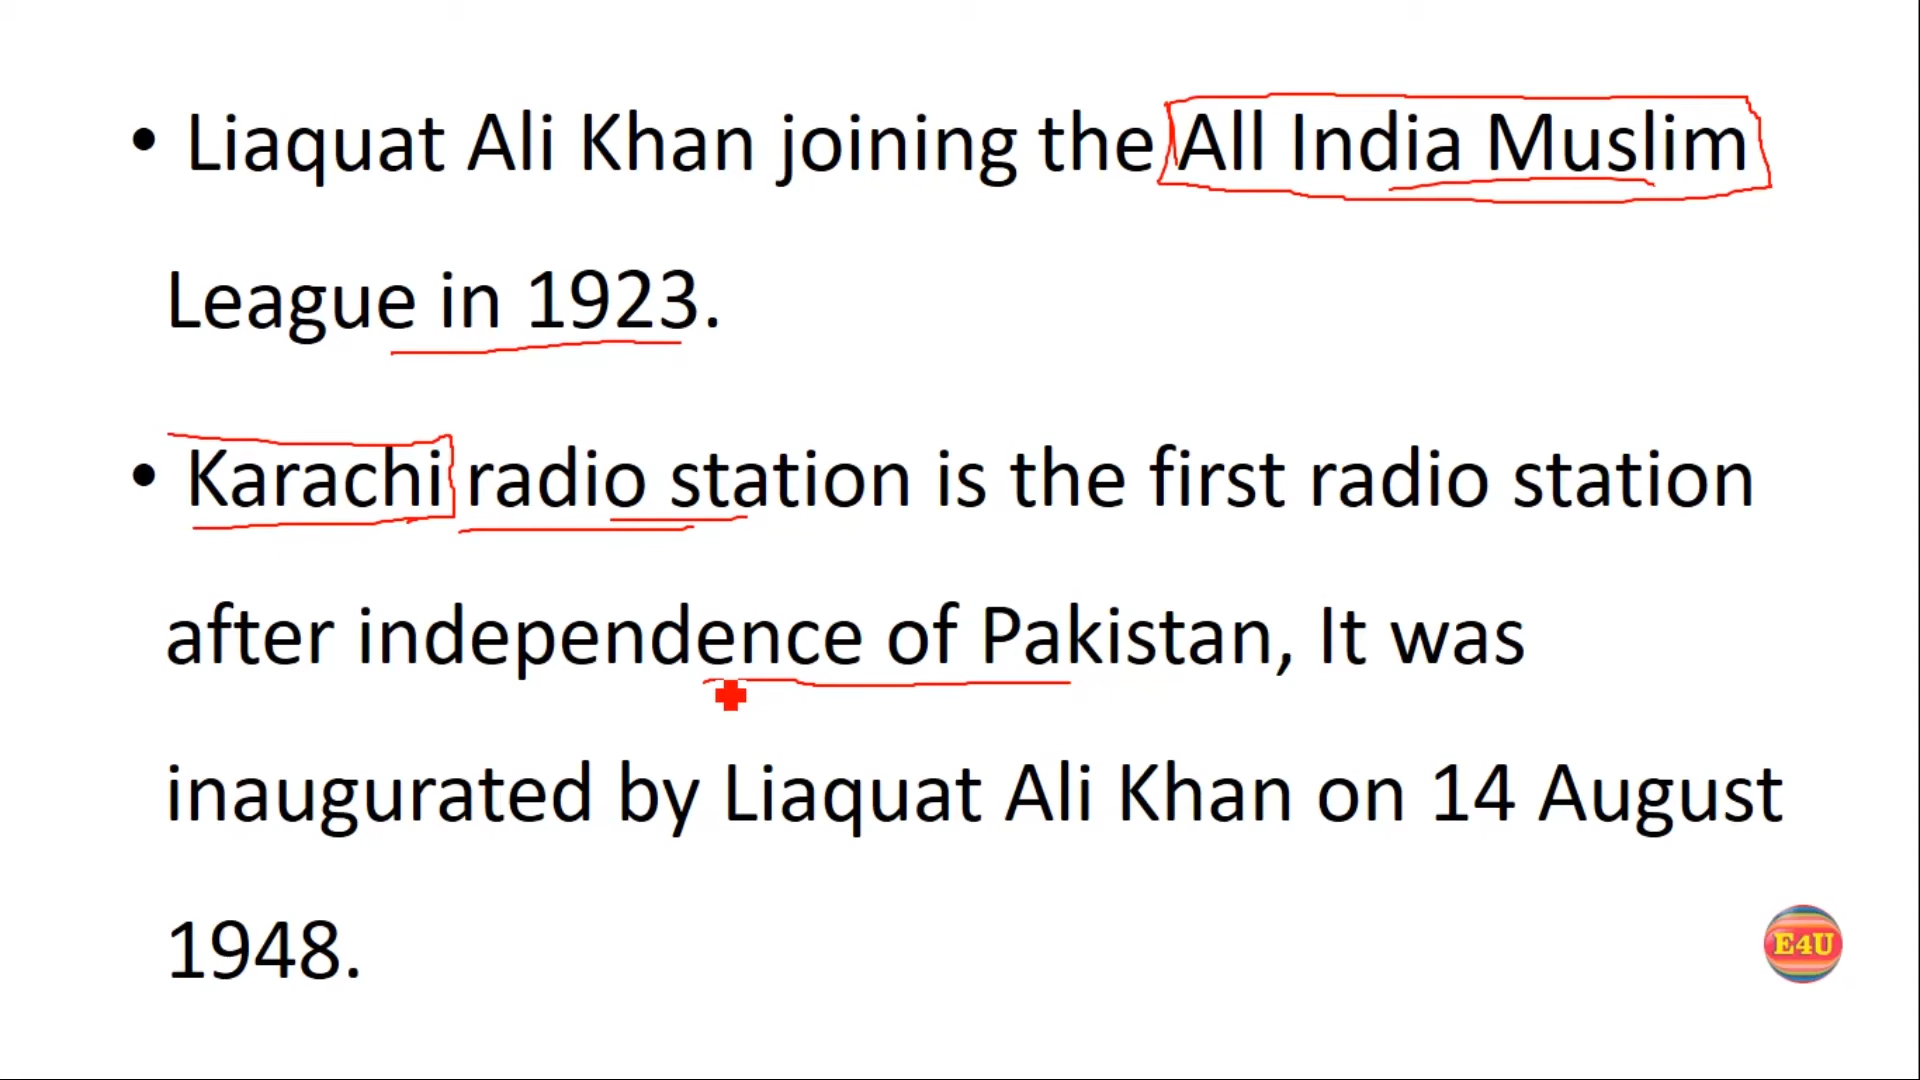 • Liaquat Ali Khan joining the All India Muslim
League in 1923.
• Karachi radio station is the first radio station
after independence of Pakistan, It was
inaugurated by Liaquat Ali Khan on 14 August
1948.
E4U